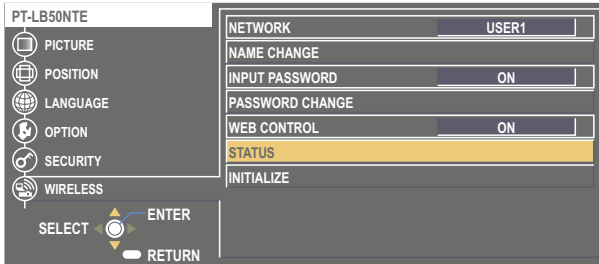 PT-LB50NTE
PICTURE
POSITION
LANGUAGE
OPTION
SECURITY
WIRELESS
SELECT
ENTER
RETURN
NETWORK USER1
NAME CHANGE
INPUT PASSWORD ON
PASSWORD CHANGE
WEB CONTROL ON
STATUS
INITIALIZE